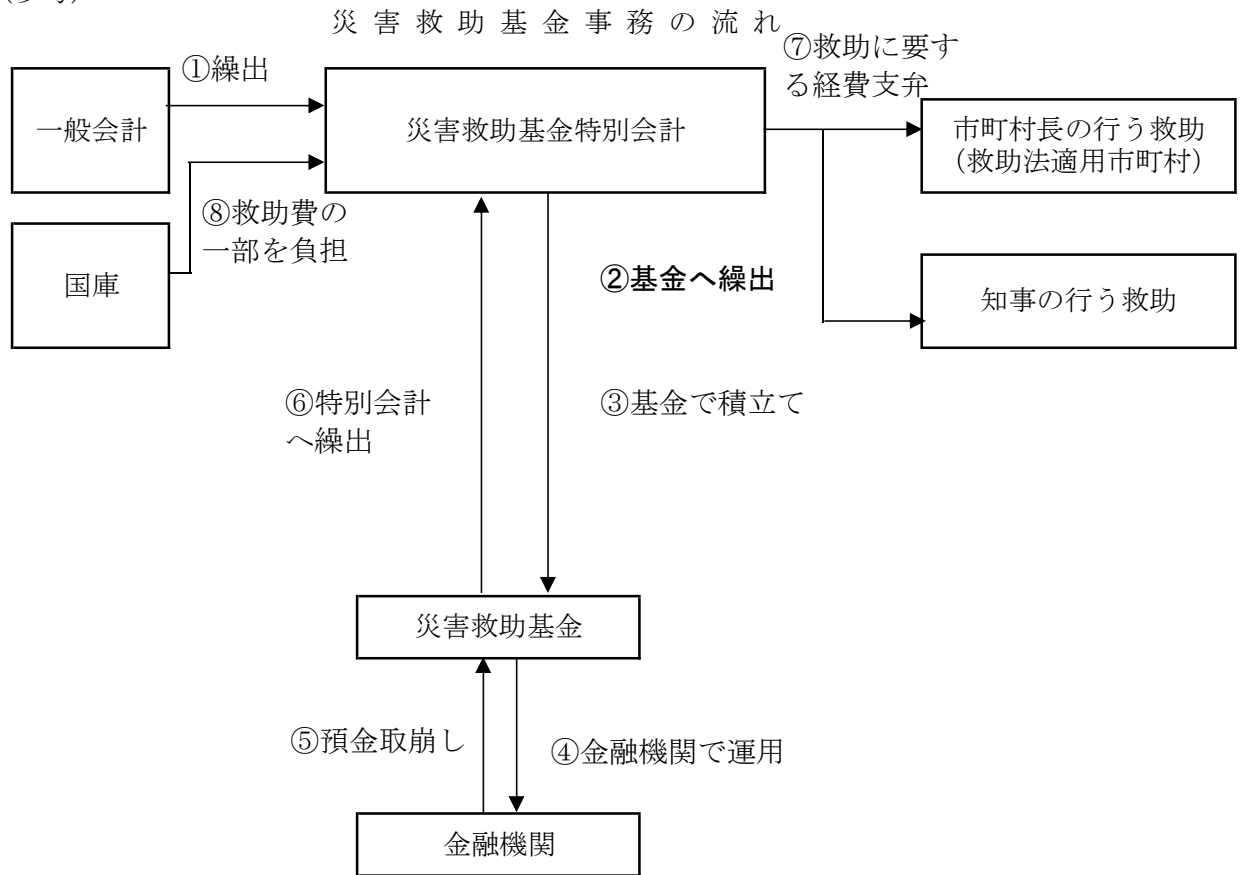 災害救助基金事務の流れ
①繰出
⑦救助に要す
る経費支弁
一般会計
災害救助基金特別会計
市町村長の行う救助
(救助法適用市町村)
⑧救助費の
一部を負担
国庫
②基金へ繰出
知事の行う救助
⑥特別会計
へ繰出
③基金で積立て
災害救助基金
⑤預金取崩し
④金融機関で運用
金融機関